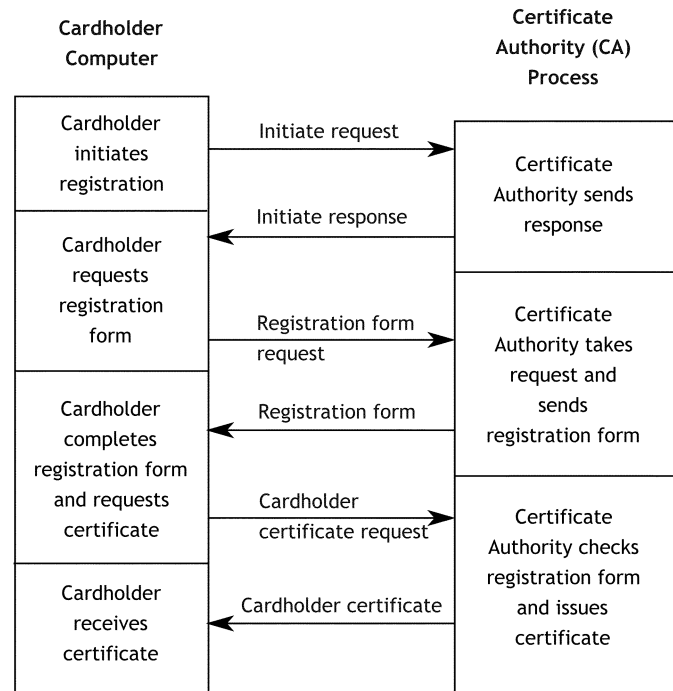 Cardholder
Computer
Certificate
Authority (CA)
Process
Cardholder
initiates
registration
Initiate request
Certificate
Authority sends
response
Initiate response
Cardholder
requests
registration
form
Registration form
request
Certificate
Authority takes
request and
sends
registration form
Registration form
Cardholder
completes
registration form
and requests
certificate
Cardholder
certificate request
Certificate
Authority checks
registration form
and issues
certificate
Cardholder certificate
Cardholder
receives
certificate